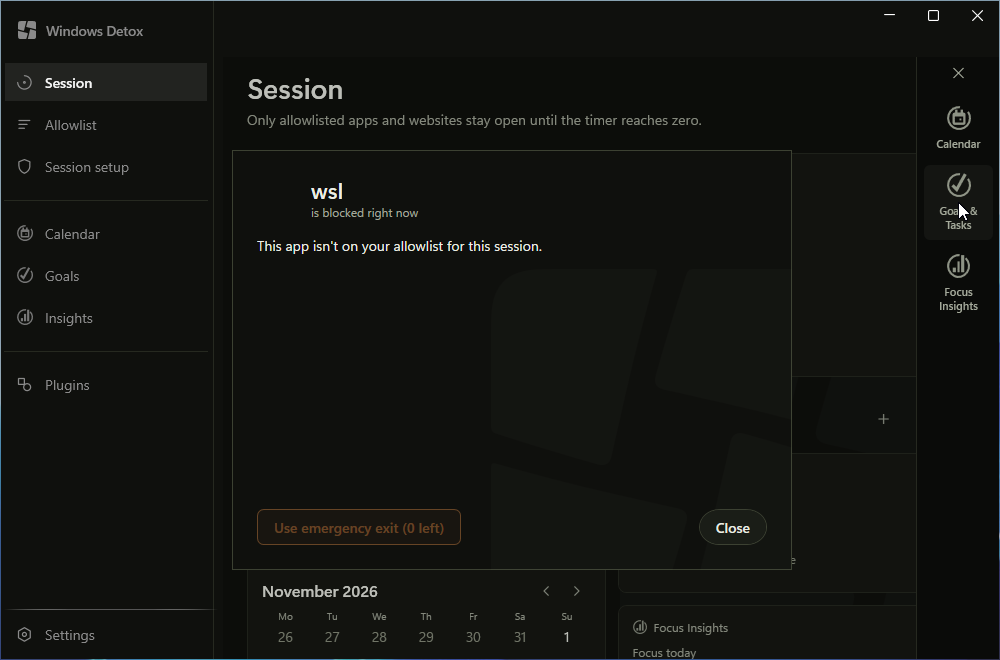 Windows Detox
Session
Allowlist
Session setup
Calendar
Goals
Insights
Plugins
Settings
Session
Only allowlisted apps and websites stay open until the timer reaches zero.
wsl
is blocked right now
This app isn't on your allowlist for this session.
Use emergency exit (0 left)
Close
November 2026
Mo Tu We Th Fr Sa Su
26 27 28 29 30 31 1
Focus Insights
Focus today
Calendar
Goals &
Tasks
Focus
Insights